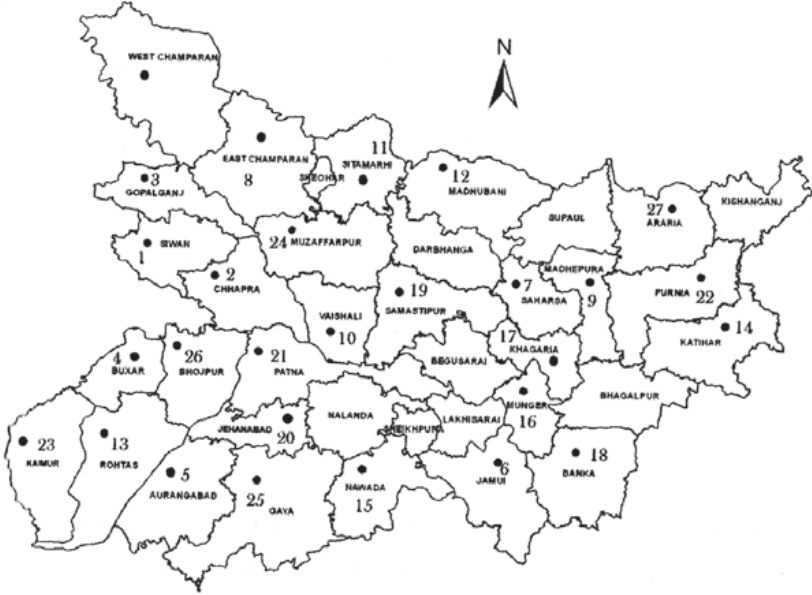 N
WEST CHAMPARAN
11
EAST CHAMPARAN
SITAMARHI
12
3
SHEOHAR
8
MADHUBANI
GOPALGANJ
KISHANGANJ
27
SUPAUL
ARARIA
24
MUZAFFARPUR
SIWAN
DARBHANGA
1
2
MADHEPURA
CHHAPRA
7
PURNIA
19
9
22
SAHARSA
SAMASTIPUR
VAISHALI
10
17
14
KATIHAR
4
26
21
KHAGARIA
BEGUSARAI
BUXAR
BHOJPUR
PATNA
MUNGER
BHAGALPUR
NALANDA
JEHANABAD
LAKHISARAI
16
20
SHEIKHPURA
23
13
18
KAIMUR
ROHTAS
5
NAWADA
6
BANKA
AURANGABAD
25
15
JAMUI
GAYA